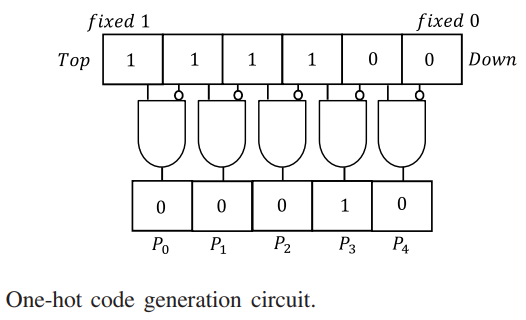 fixed 1 fixed 0
Top 1 1 1 1 0 0 Down
0 0 0 1 0
P0 P1 P2 P3 P4
One-hot code generation circuit.